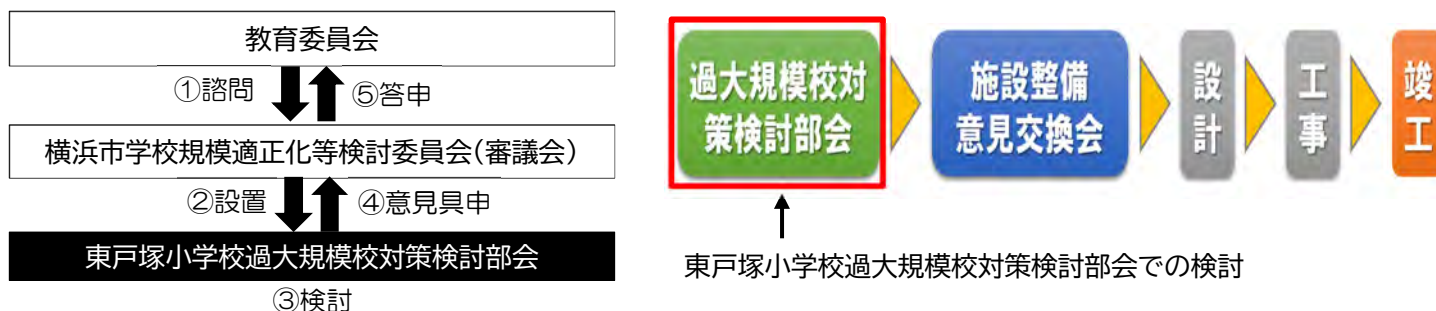 教育委員会
①諮問
⑤答申
横浜市学校規模適正化等検討委員会(審議会)
②設置
④意見具申
東戸塚小学校過大規模校対策検討部会
③検討
過大規模校対
策検討部会
施設整備
意見交換会
設計
工事
竣工
東戸塚小学校過大規模校対策検討部会での検討